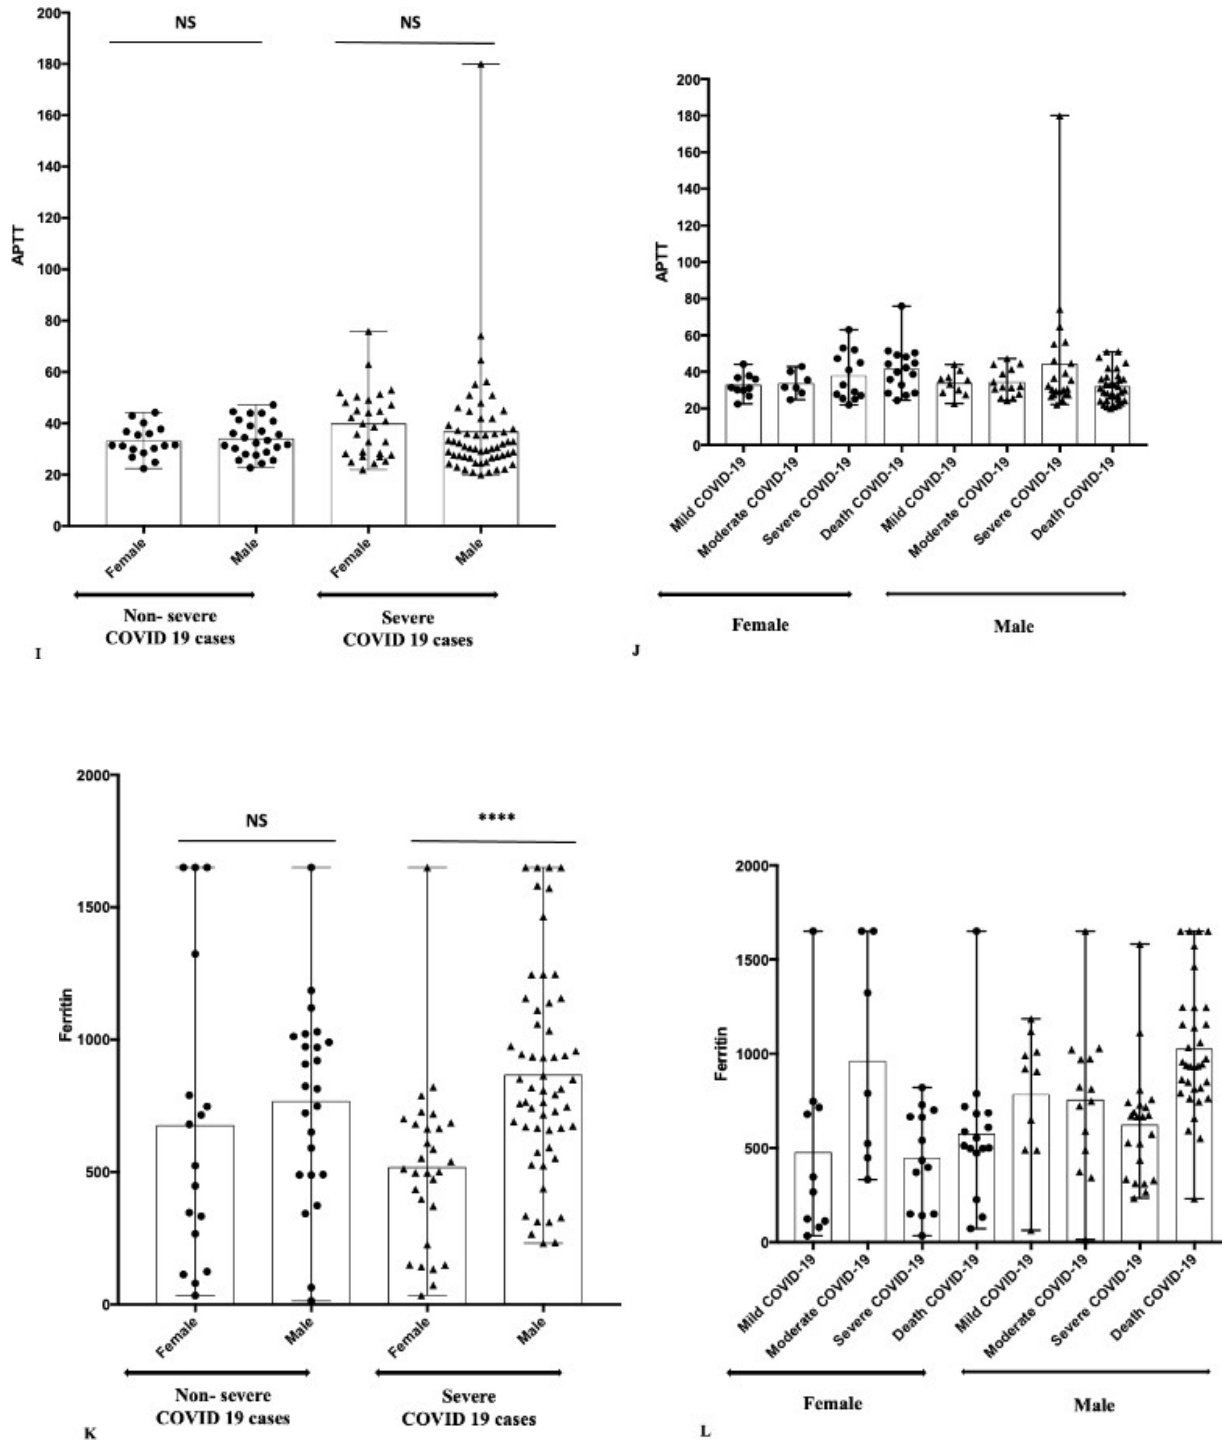 NS
NS
200
180
160
140
120
100
80
60
40
20
0
APTT
Female
Male
Female
Male
Non- severe
COVID 19 cases
Severe
COVID 19 cases
I
200
180
160
140
120
100
80
60
40
20
0
APTT
Mild COVID-19
Moderate COVID-19
Severe COVID-19
Death COVID-19
Mild COVID-19
Moderate COVID-19
Severe COVID-19
Death COVID-19
Female
Male
J
NS
****
2000
1500
1000
500
0
Ferritin
Female
Male
Female
Male
Non- severe
COVID 19 cases
Severe
COVID 19 cases
K
2000
1500
1000
500
0
Ferritin
Mild COVID-19
Moderate COVID-19
Severe COVID-19
Death COVID-19
Mild COVID-19
Moderate COVID-19
Severe COVID-19
Death COVID-19
Female
Male
L